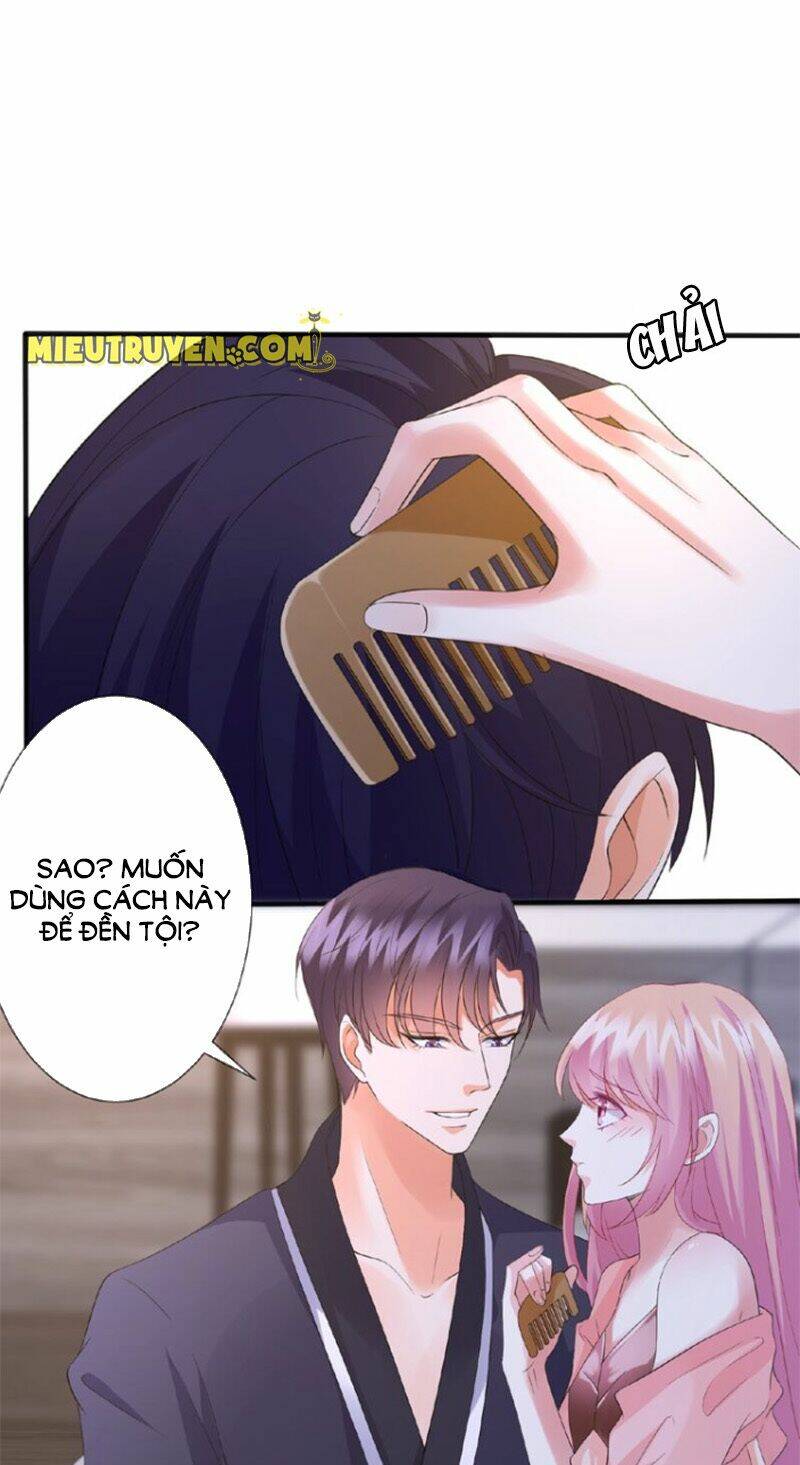 MIEUTRUYEN.COM
CHẢI
SAO? MUỐN
DÙNG CÁCH NÀY
ĐỂ ĐỀN TỘI?